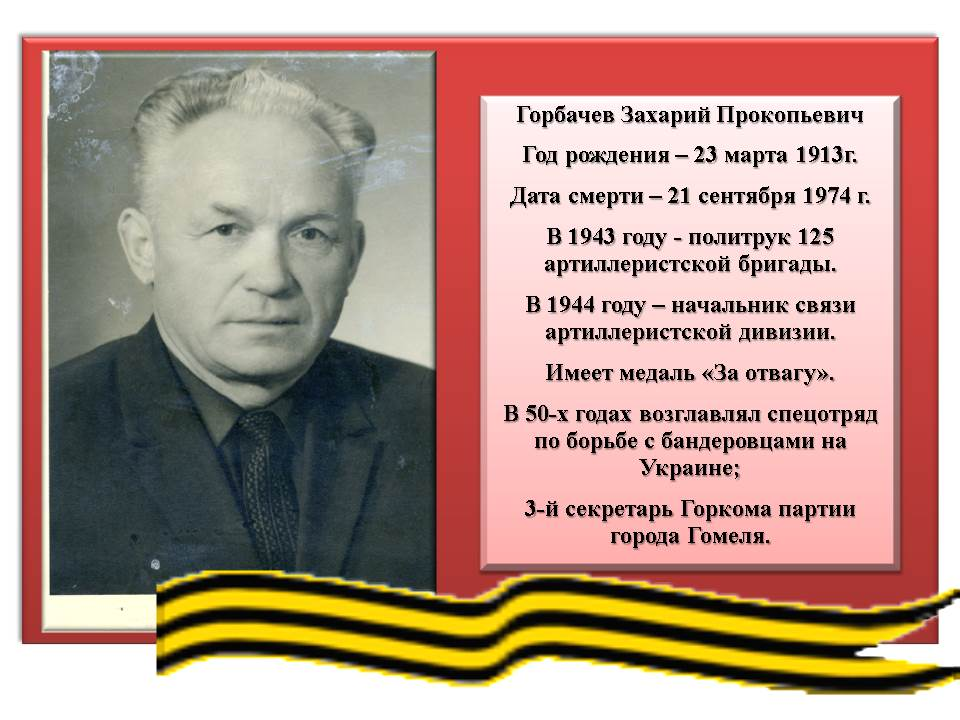 Горбачев Захарий Прокопьевич
Год рождения – 23 марта 1913г.
Дата смерти – 21 сентября 1974 г.
В 1943 году - политрук 125
артиллеристской бригады.
В 1944 году – начальник связи
артиллеристской дивизии.
Имеет медаль «За отвагу».
В 50-х годах возглавлял спецотряд
по борьбе с бандеровцами на
Украине;
3-й секретарь Горкома партии
города Гомеля.